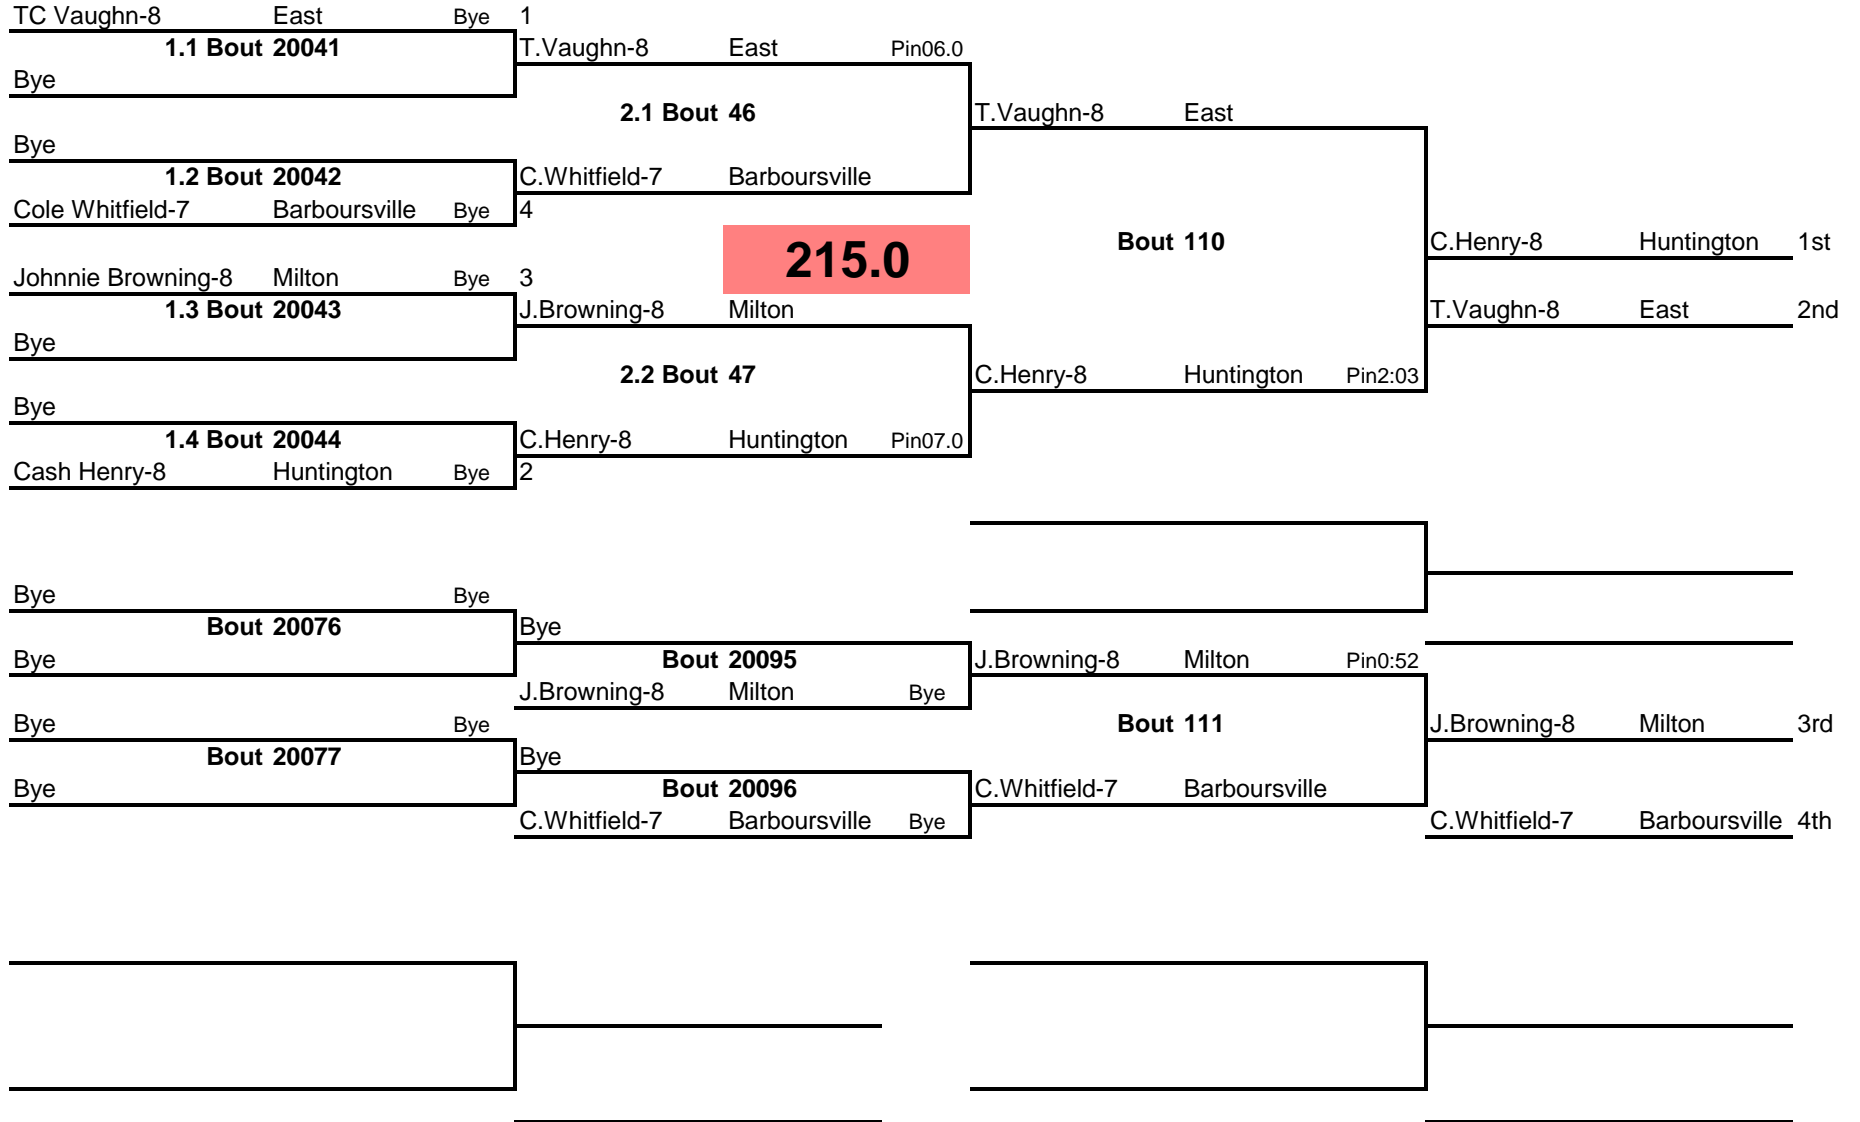 TC Vaughn-8 East Bye 1
1.1 Bout 20041 T.Vaughn-8 East Pin06.0
Bye
2.1 Bout 46 T.Vaughn-8 East
Bye
1.2 Bout 20042 C.Whitfield-7 Barboursville
Cole Whitfield-7 Barboursville Bye 4
215.0 Bout 110 C.Henry-8 Huntington 1st
Johnnie Browning-8 Milton Bye 3
1.3 Bout 20043 J.Browning-8 Milton T.Vaughn-8 East 2nd
Bye
2.2 Bout 47 C.Henry-8 Huntington Pin2:03
Bye
1.4 Bout 20044 C.Henry-8 Huntington Pin07.0
Cash Henry-8 Huntington Bye 2
Bye Bye
Bout 20076 Bye
Bye Bout 20095 J.Browning-8 Milton Pin0:52
J.Browning-8 Milton Bye
Bye Bye Bout 111 J.Browning-8 Milton 3rd
Bout 20077 Bye
Bye Bout 20096 C.Whitfield-7 Barboursville
C.Whitfield-7 Barboursville Bye C.Whitfield-7 Barboursville 4th